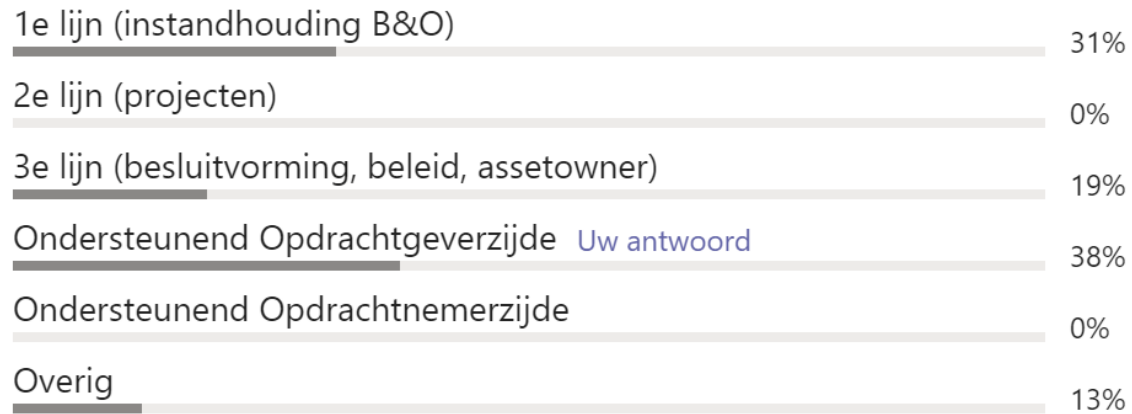 1e lijn (instandhouding B&O)
31%
2e lijn (projecten)
0%
3e lijn (besluitvorming, beleid, assetowner)
19%
Ondersteunend Opdrachtgeverzijde Uw antwoord
38%
Ondersteunend Opdrachtnemerzijde
0%
Overig
13%